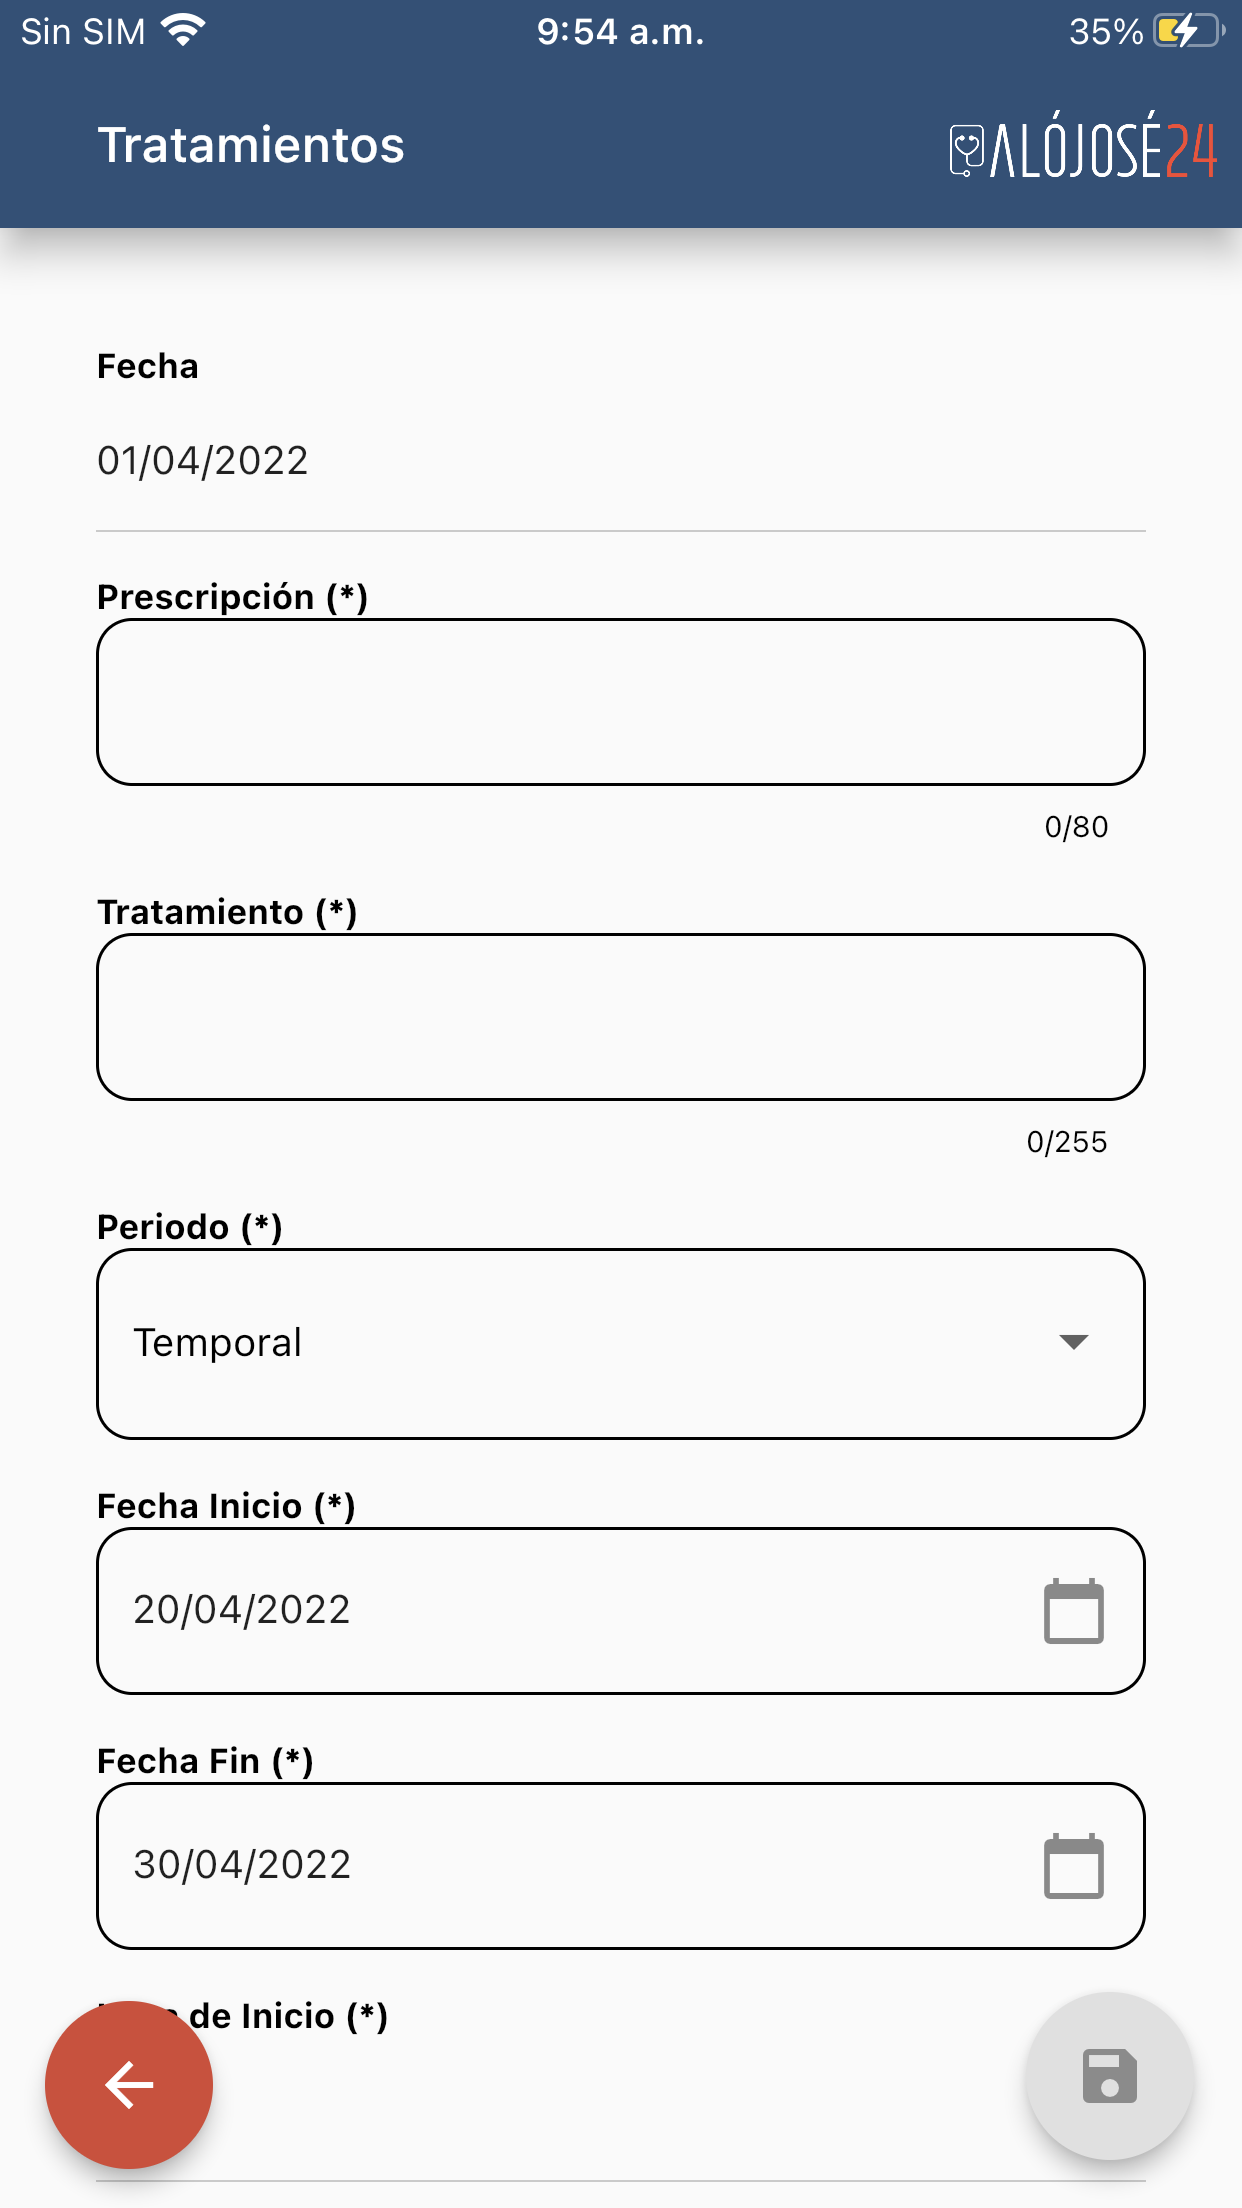 Sin SIM 9:54 a.m. 35%
Tratamientos ALÓJOSÉ24
Fecha
01/04/2022
Prescripción (*)
0/80
Tratamiento (*)
0/255
Periodo (*)
Temporal
Fecha Inicio (*)
20/04/2022
Fecha Fin (*)
30/04/2022
de Inicio (*)